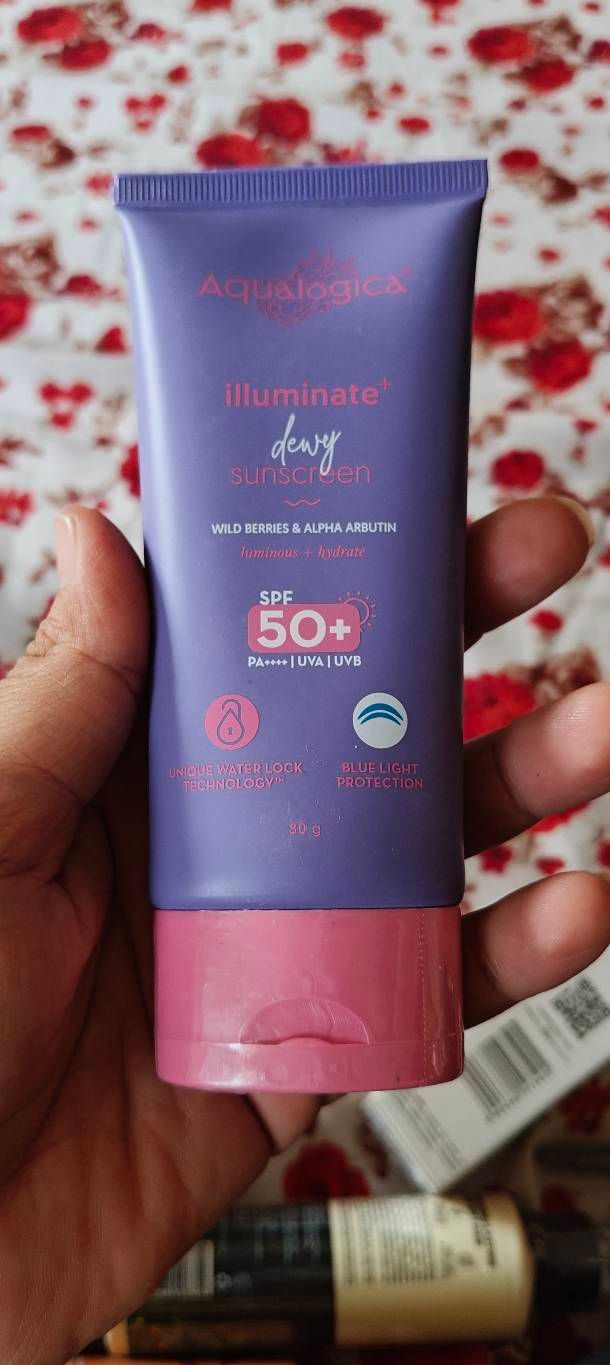 Aqualogica®
illuminate+
dewy
sunscreen
WILD BERRIES & ALPHA ARBUTIN
luminous + hydrate
SPF
50+
PA++++ | UVA | UVB
UNIQUE WATER LOCK
TECHNOLOGY™
BLUE LIGHT
PROTECTION
80 g